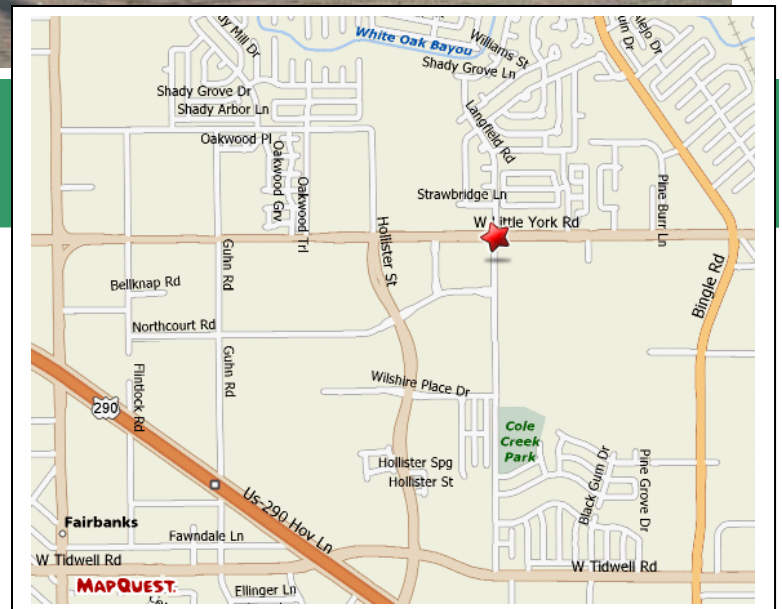 dy Mill Dr
White Oak Bayou
Williams St
Shady Grove Ln
Shady Grove Dr
Shady Arbor Ln
Langfield Rd
Oakwood Pl
Oakwood Grv
Oakwood Trl
Strawbridge Ln
Pine Burr Ln
W Little York Rd
Hollister St
Guhn Rd
Bingle Rd
Bellknap Rd
Northcourt Rd
Guhn Rd
Flintlock Rd
Wilshire Place Dr
290
Cole
Creek
Park
Hollister Spg
Hollister St
Black Gum Dr
Pine Grove Dr
Us-290 Hov Ln
Fairbanks
Fawndale Ln
W Tidwell Rd
W Tidwell Rd
MAPQUEST
Ellinger Ln